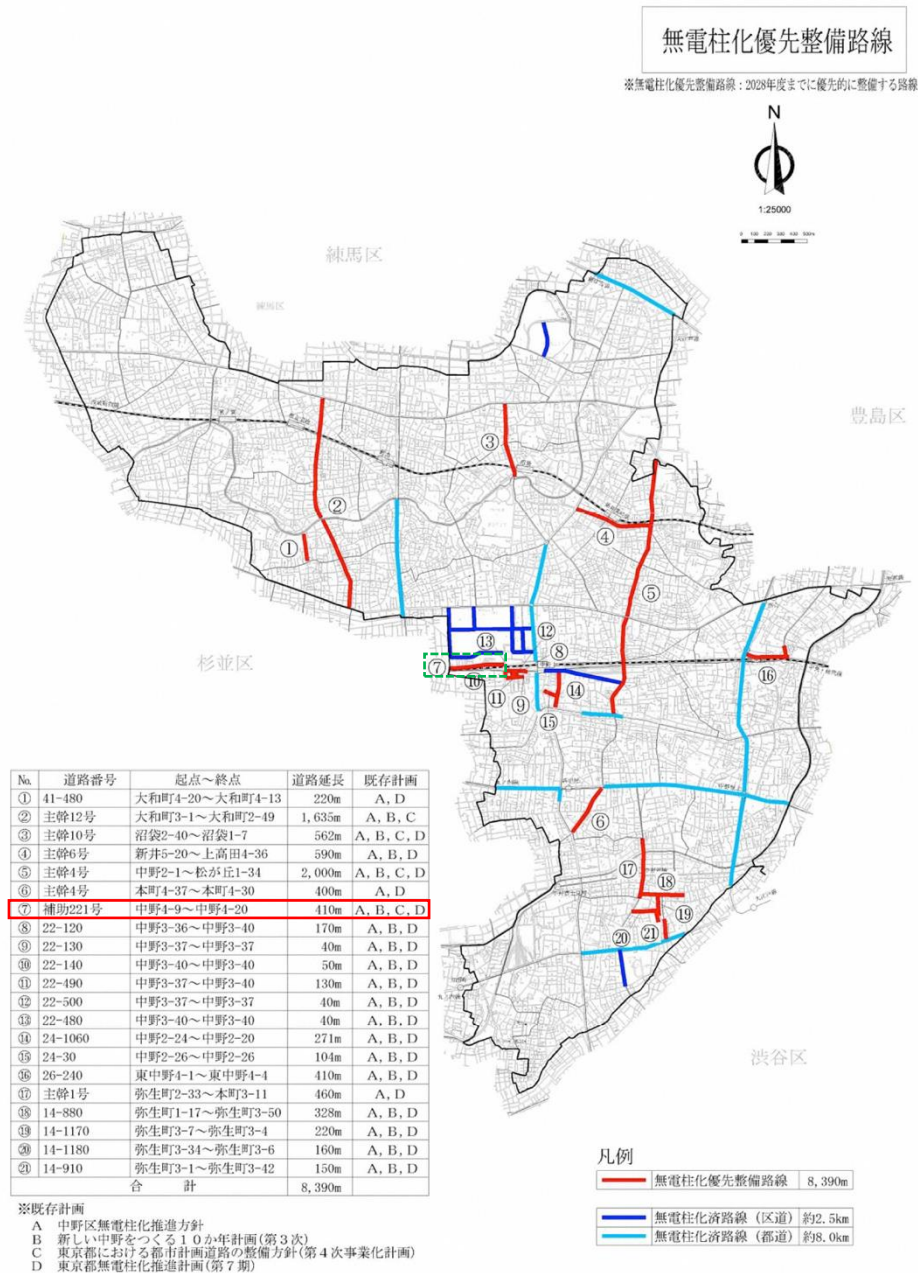 無電柱化優先整備路線
※無電柱化優先整備路線：2028年度までに優先的に整備する路線
N
1:25000
練馬区
練馬区
豊島区
杉並区
渋谷区
①
②
③
④
⑤
⑥
⑦
⑧
⑨
⑩
⑪
⑫
⑬
⑭
⑮
⑯
⑰
⑱
⑲
⑳
㉑
No. 道路番号 起点～終点 道路延長 既存計画
① 41-480 大和町4-20～大和町4-13 220m A, D
② 主幹12号 大和町3-1～大和町2-49 1,635m A, B, C
③ 主幹10号 沼袋2-40～沼袋1-7 562m A, B, C, D
④ 主幹6号 新井5-20～上高田4-36 590m A, B, D
⑤ 主幹4号 中野2-1～松が丘1-34 2,000m A, B, C, D
⑥ 主幹4号 本町4-37～本町4-30 400m A, D
⑦ 補助221号 中野4-9～中野4-20 410m A, B, C, D
⑧ 22-120 中野3-36～中野3-40 170m A, B, D
⑨ 22-130 中野3-37～中野3-37 40m A, B, D
⑩ 22-140 中野3-40～中野3-40 50m A, B, D
⑪ 22-490 中野3-37～中野3-40 130m A, B, D
⑫ 22-500 中野3-37～中野3-37 40m A, B, D
⑬ 22-480 中野3-40～中野3-40 40m A, B, D
⑭ 24-1060 中野2-24～中野2-20 271m A, B, D
⑮ 24-30 中野2-26～中野2-26 104m A, B, D
⑯ 26-240 東中野4-1～東中野4-4 410m A, B, D
⑰ 主幹1号 弥生町2-33～本町3-11 460m A, D
⑱ 14-880 弥生町1-17～弥生町3-50 328m A, B, D
⑲ 14-1170 弥生町3-7～弥生町3-4 220m A, B, D
⑳ 14-1180 弥生町3-34～弥生町3-6 160m A, B, D
㉑ 14-910 弥生町3-1～弥生町3-42 150m A, B, D
合 計 8,390m
※既存計画
A 中野区無電柱化推進方針
B 新しい中野をつくる10か年計画(第3次)
C 東京都における都市計画道路の整備方針(第4次事業化計画)
D 東京都無電柱化推進計画(第7期)
凡例
無電柱化優先整備路線 8,390m
無電柱化済路線（区道） 約2.5km
無電柱化済路線（都道） 約8.0km